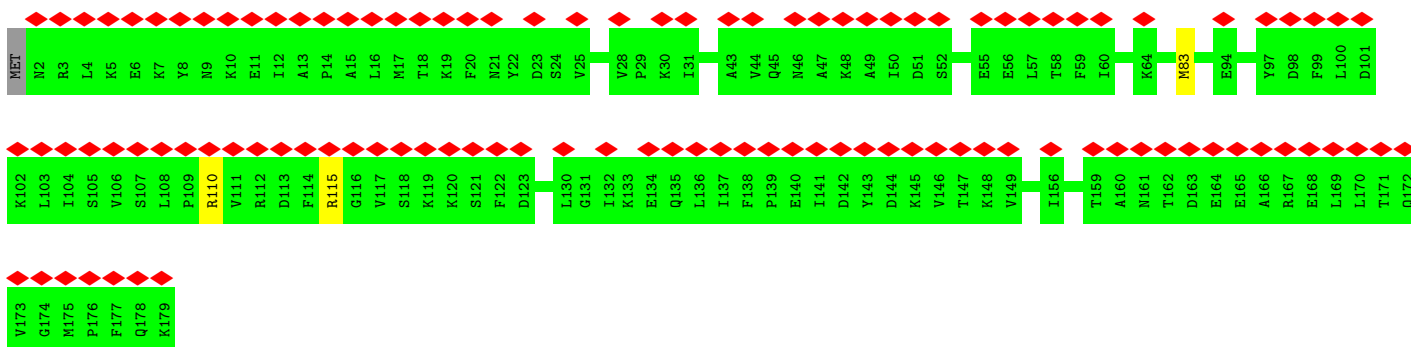 MET N2 R3 L4 K5 E6 K7 Y8 N9 K10 E11 I12 A13 P14 A15 L16 M17 T18 K19 F20 N21 Y22 D23 S24 V25 V28 P29 K30 I31 A43 V44 Q45 N46 A47 K48 A49 I50 D51 S52 E55 E56 L57 T58 F59 I60 K64 M83 E94 Y97 D98 F99 L100 D101
K102 L103 I104 S105 V106 S107 L108 P109 R110 V111 R112 D113 F114 R115 G116 V117 S118 K119 K120 S121 F122 D123 L130 G131 I132 K133 E134 Q135 L136 I137 F138 P139 E140 I141 D142 Y143 D144 K145 V146 T147 K148 V149 I156 T159 A160 N161 T162 D163 E164 E165 A166 R167 E168 L169 L170 T171 Q172
V173 G174 M175 P176 F177 Q178 K179